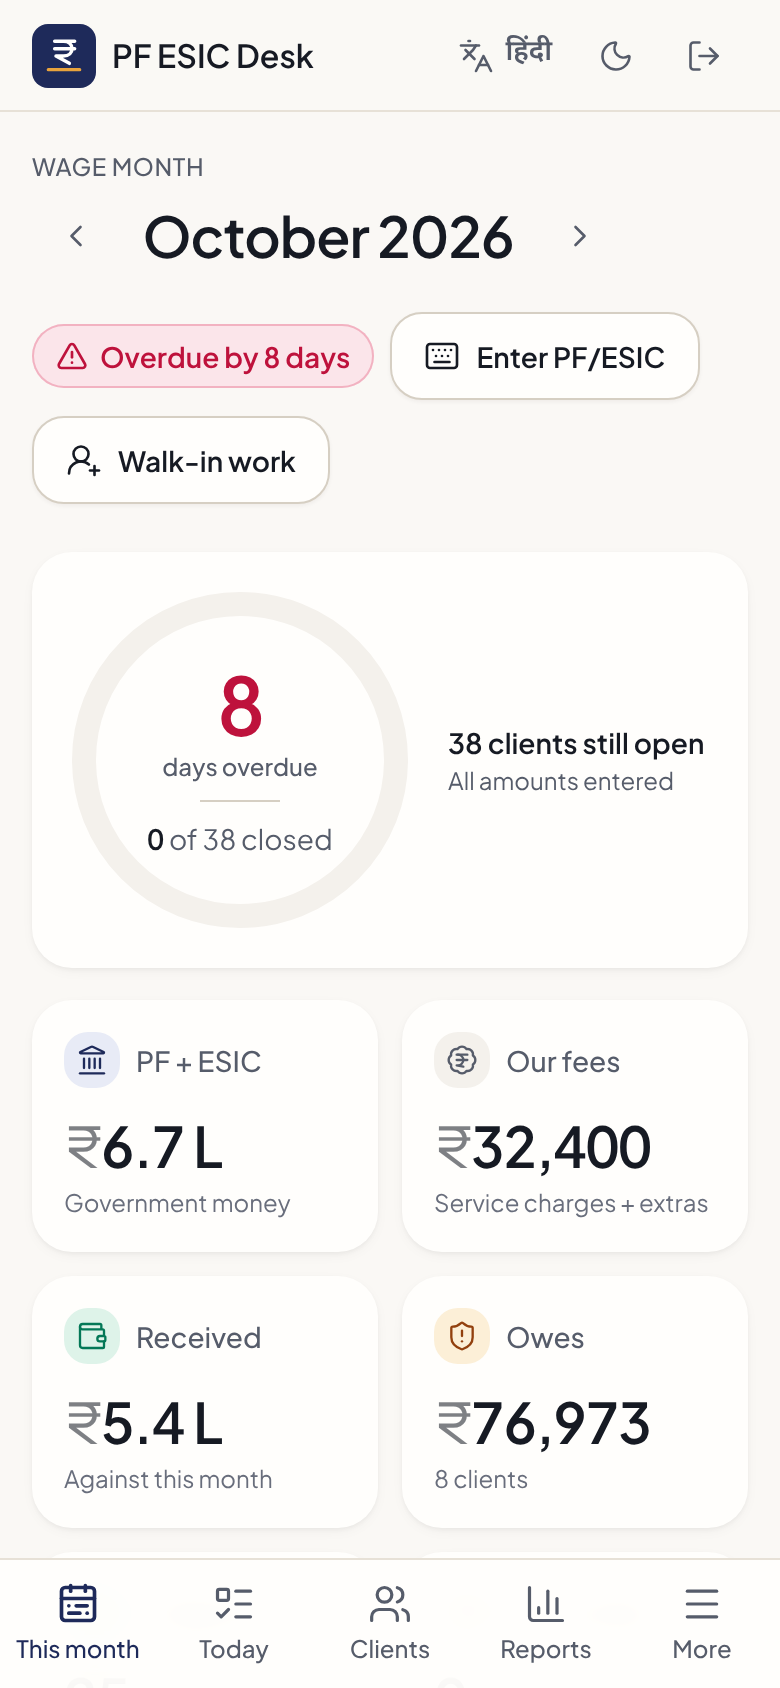 PF ESIC Desk
हिंदी
WAGE MONTH
October 2026
Overdue by 8 days
Enter PF/ESIC
Walk-in work
8
days overdue
0 of 38 closed
38 clients still open
All amounts entered
PF + ESIC
₹6.7 L
Government money
Our fees
₹32,400
Service charges + extras
Received
₹5.4 L
Against this month
Owes
₹76,973
8 clients
This month
Today
Clients
Reports
More